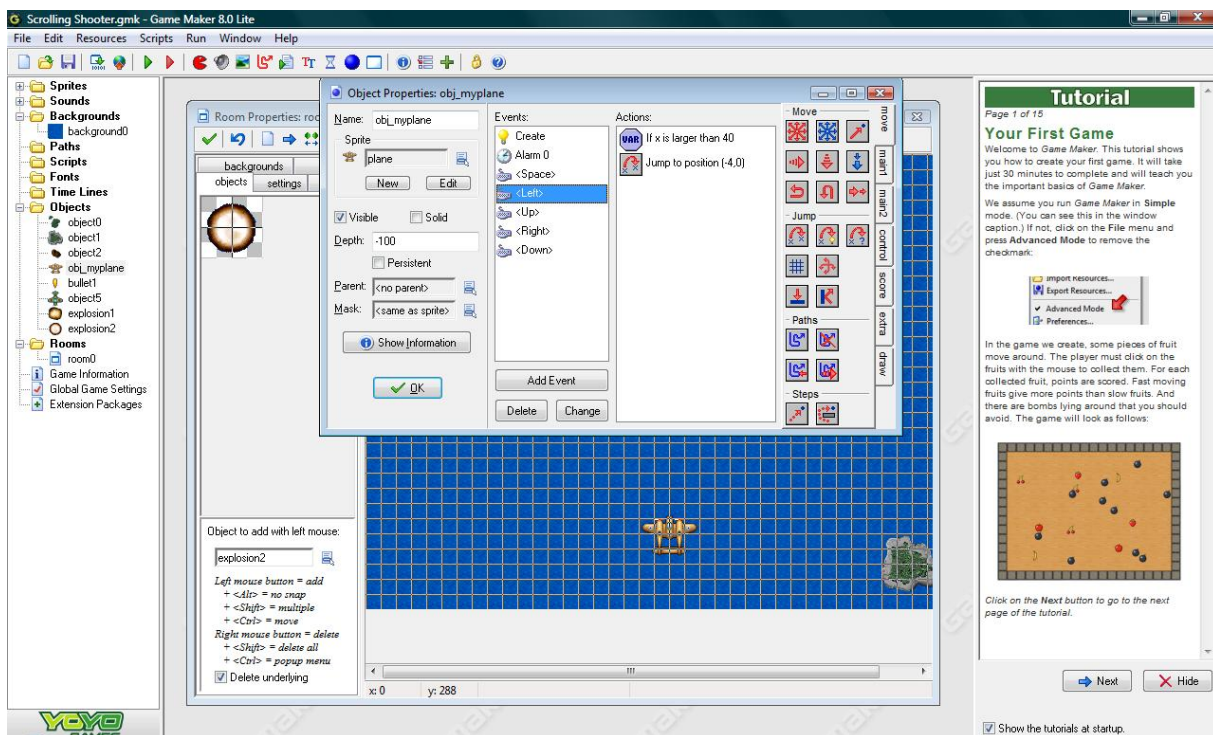 Scrolling Shooter.gmk - Game Maker 8.0 Lite
File Edit Resources Scripts Run Window Help
Sprites
Sounds
Backgrounds
background0
Paths
Scripts
Fonts
Time Lines
Objects
object0
object1
object2
obj_myplane
bullet1
object5
explosion1
explosion2
Rooms
room0
Game Information
Global Game Settings
Extension Packages
YOYO
GAMES
Room Properties: roo
backgrounds
objects settings
Object to add with left mouse:
explosion2
Left mouse button = add
+ <Alt> = no snap
+ <Shift> = multiple
+ <Ctrl> = move
Right mouse button = delete
+ <Shift> = delete all
+ <Ctrl> = popup menu
Delete underlying
x: 0 y: 288
Object Properties: obj_myplane
Name: obj_myplane
Sprite
plane
New Edit
Visible Solid
Depth: -100
Persistent
Parent: <no parent>
Mask: <same as sprite>
Show Information
OK
Events:
Create
Alarm 0
<Space>
<Left>
<Up>
<Right>
<Down>
Add Event
Delete Change
Actions:
VAR If x is larger than 40
Jump to position (-4,0)
Move
Jump
Paths
Steps
move
main1
main2
control
score
extra
draw
Tutorial
Page 1 of 15
Your First Game
Welcome to Game Maker. This tutorial shows
you how to create your first game. It will take
just 30 minutes to complete and will teach you
the important basics of Game Maker.
We assume you run Game Maker in Simple
mode. (You can see this in the window
caption.) If not, click on the File menu and
press Advanced Mode to remove the
checkmark:
Import Resources...
Export Resources...
Advanced Mode
Preferences...
In the game we create, some pieces of fruit
move around. The player must click on the
fruits with the mouse to collect them. For each
collected fruit, points are scored. Fast moving
fruits give more points than slow fruits. And
there are bombs lying around that you should
avoid. The game will look as follows:
Click on the Next button to go to the next
page of the tutorial.
Next Hide
Show the tutorials at startup.